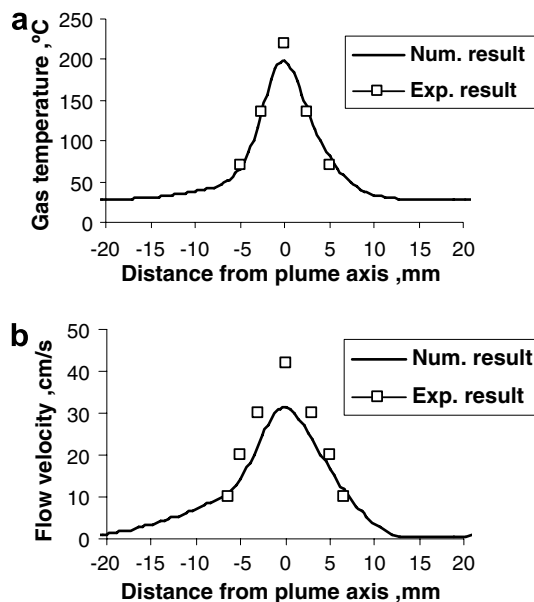 a
250
200
150
100
50
0
Gas temperature ,ºC
Num. result
Exp. result
-20 -15 -10 -5 0 5 10 15 20
Distance from plume axis ,mm
b
50
40
30
20
10
0
Flow velocity ,cm/s
Num. result
Exp. result
-20 -15 -10 -5 0 5 10 15 20
Distance from plume axis ,mm